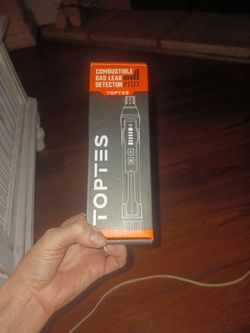 COMBUSTIBLE
GAS LEAK
DETECTOR
TOPTES
TOPTES